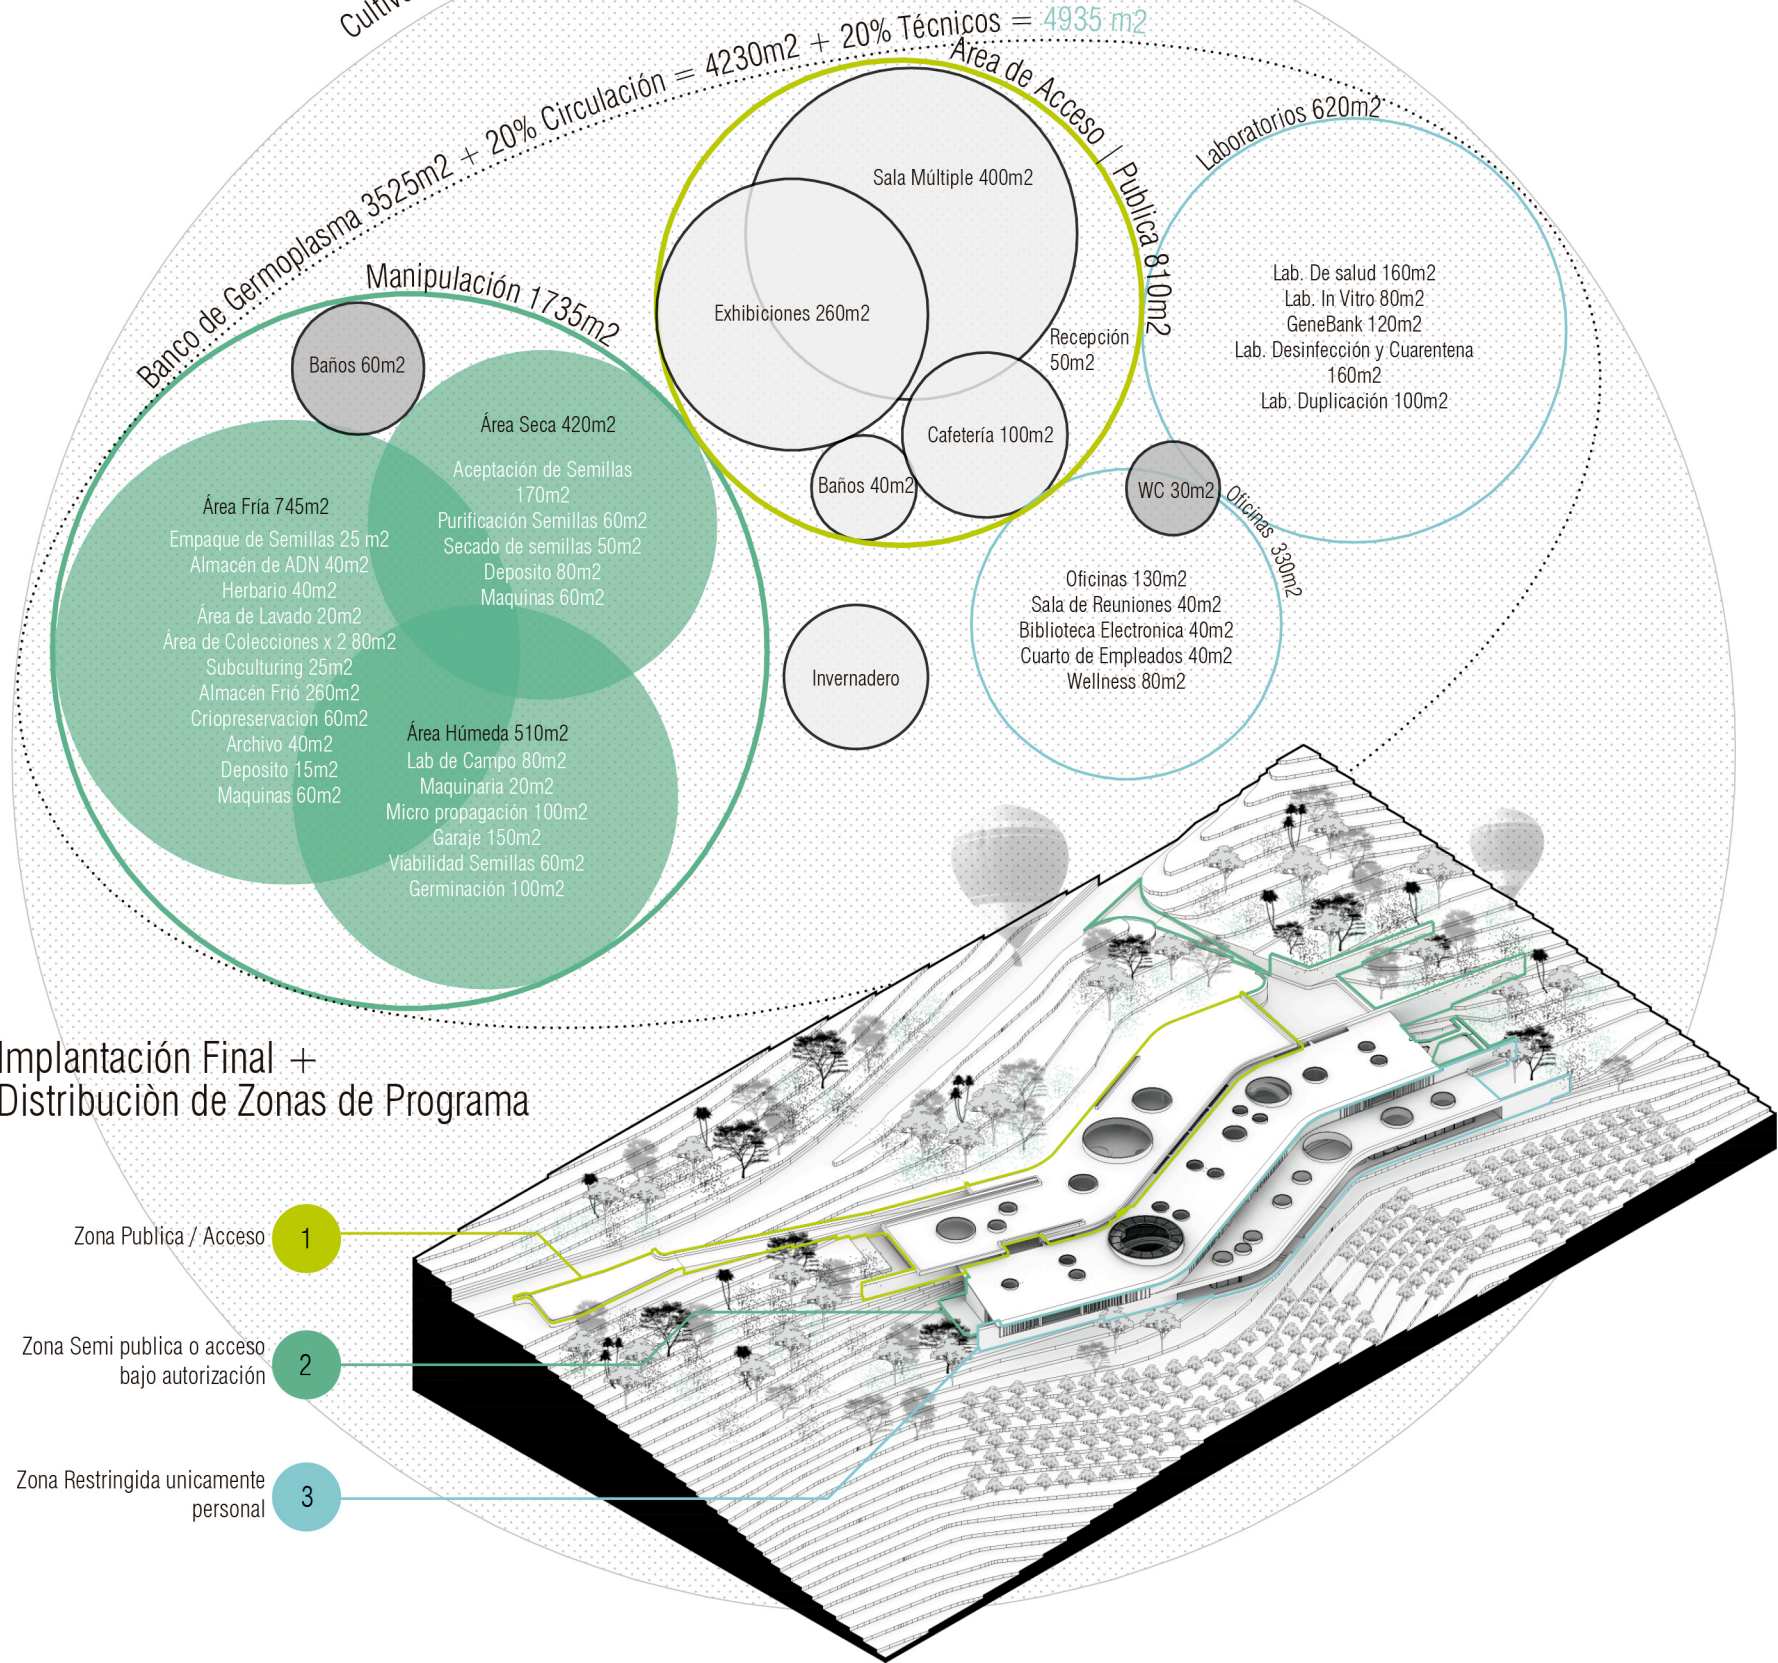 Banco de Germoplasma 3525m2 + 20% Circulación = 4230m2 + 20% Técnicos = 4935 m2
Manipulación 1735m2
Baños 60m2
Área Seca 420m2
Aceptación de Semillas
170m2
Purificación Semillas 60m2
Secado de semillas 50m2
Deposito 80m2
Maquinas 60m2
Área Fría 745m2
Empaque de Semillas 25 m2
Almacén de ADN 40m2
Herbario 40m2
Área de Lavado 20m2
Área de Colecciones x 2 80m2
Subculturing 25m2
Almacén Frió 260m2
Criopreservacion 60m2
Archivo 40m2
Deposito 15m2
Maquinas 60m2
Área Húmeda 510m2
Lab de Campo 80m2
Maquinaria 20m2
Micro propagación 100m2
Garaje 150m2
Viabilidad Semillas 60m2
Germinación 100m2
Área de Acceso / Publica 810m2
Sala Múltiple 400m2
Exhibiciones 260m2
Recepción
50m2
Cafetería 100m2
Baños 40m2
Invernadero
Laboratorios 620m2
Lab. De salud 160m2
Lab. In Vitro 80m2
GeneBank 120m2
Lab. Desinfección y Cuarentena
160m2
Lab. Duplicación 100m2
WC 30m2
Oficinas 330m2
Oficinas 130m2
Sala de Reuniones 40m2
Biblioteca Electronica 40m2
Cuarto de Empleados 40m2
Wellness 80m2
Implantación Final +
Distribuciòn de Zonas de Programa
Zona Publica / Acceso
1
Zona Semi publica o acceso
bajo autorización
2
Zona Restringida unicamente
personal
3